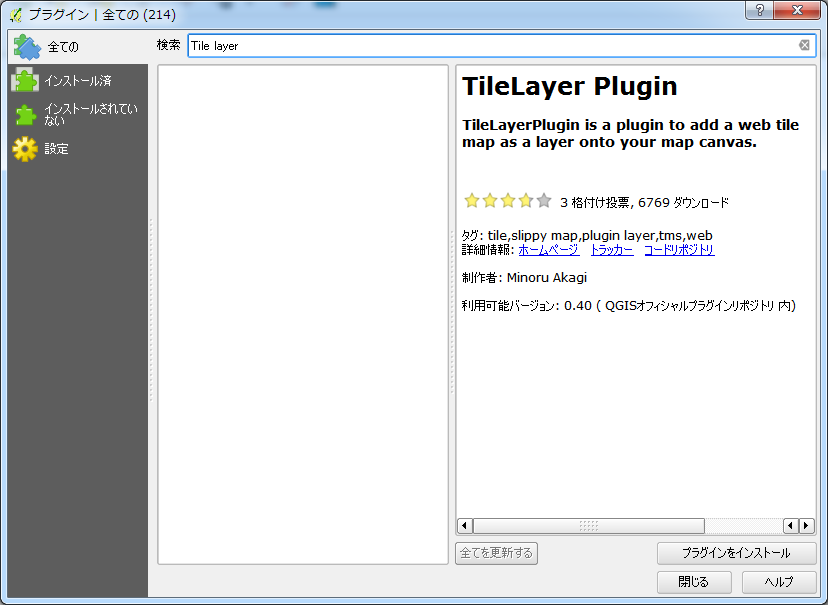 プラグイン | 全ての (214)
全ての
インストール済
インストールされてい
ない
設定
検索 Tile layer
TileLayer Plugin
TileLayerPlugin is a plugin to add a web tile
map as a layer onto your map canvas.
3 格付け投票, 6769 ダウンロード
タグ: tile,slippy map,plugin layer,tms,web
詳細情報: ホームページ トラッカー コードリポジトリ
制作者: Minoru Akagi
利用可能バージョン: 0.40 ( QGISオフィシャルプラグインリポジトリ 内)
全てを更新する
プラグインをインストール
閉じる
ヘルプ